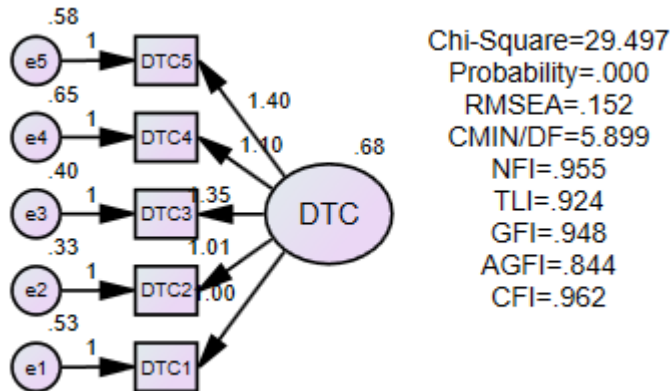 .58
1
e5
DTC5
1.40
.65
1
e4
DTC4
1.10
.68
.40
1
e3
DTC3
1.35
DTC
.33
1
e2
DTC2
1.01
1.00
.53
1
e1
DTC1
Chi-Square=29.497
Probability=.000
RMSEA=.152
CMIN/DF=5.899
NFI=.955
TLI=.924
GFI=.948
AGFI=.844
CFI=.962